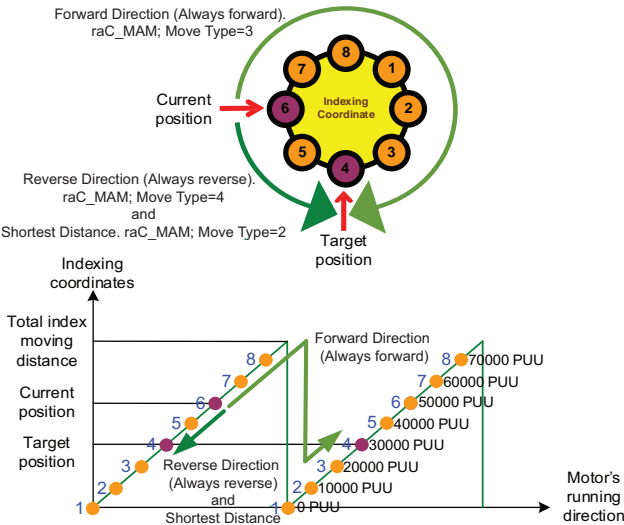 Forward Direction (Always forward).
raC_MAM; Move Type=3
8
7
1
Current
position
6
Indexing
Coordinate
2
5
3
4
Reverse Direction (Always reverse).
raC_MAM; Move Type=4
and
Shortest Distance. raC_MAM; Move Type=2
Target
position
Indexing
coordinates
Total index
moving
distance
Forward Direction
(Always forward)
8
8
70000 PUU
7
7
60000 PUU
Current
position
6
6
50000 PUU
5
5
40000 PUU
Target
position
4
4
30000 PUU
3
Reverse Direction
(Always reverse)
and
Shortest Distance
3
20000 PUU
2
2
10000 PUU
1
1
0 PUU
Motor's
running
direction